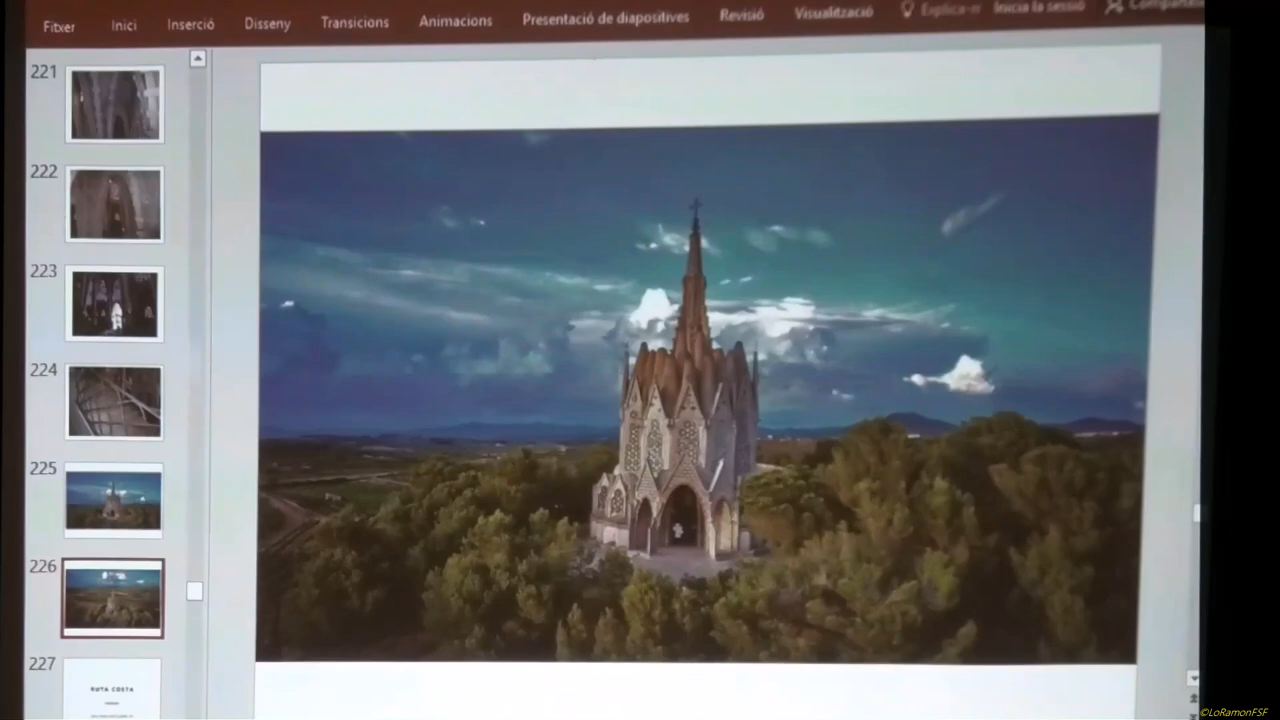 Fitxer Inici Inserció Disseny Transicions Animacions Presentació de diapositives Revisió Visualització Explica-m Inicia la sessió
221
222
223
224
225
226
227
RUTA COSTA
©LoRamonFSF